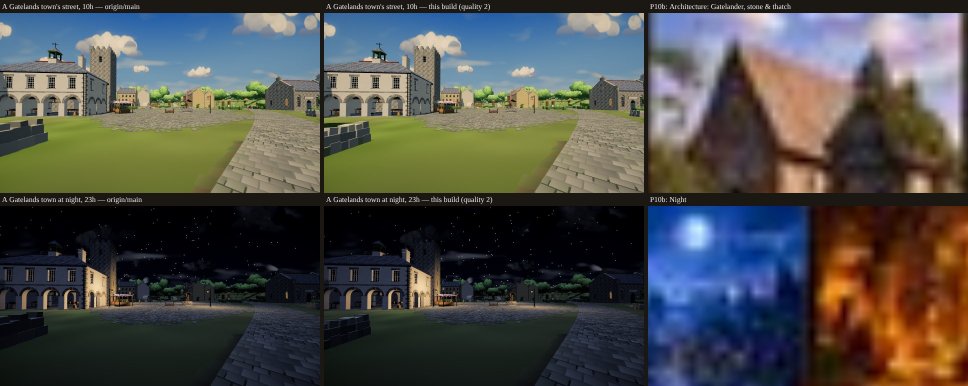 A Gatelands town's street, 10h — origin/main
A Gatelands town's street, 10h — this build (quality 2)
P10b: Architecture: Gatelander, stone & thatch
A Gatelands town at night, 23h — origin/main
A Gatelands town at night, 23h — this build (quality 2)
P10b: Night